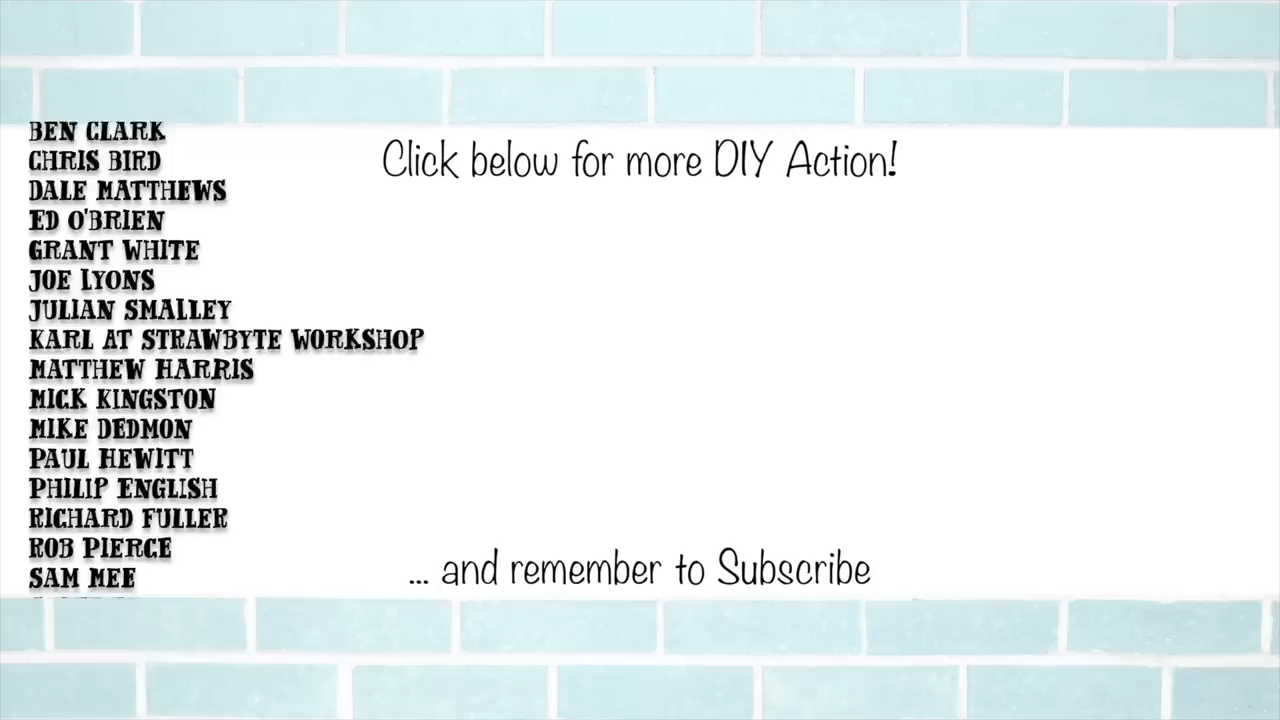 BEN CLARK
CHRIS BIRD
DALE MATTHEWS
ED O'BRIEN
GRANT WHITE
JOE LYONS
JULIAN SMALLEY
KARL AT STRAWBYTE WORKSHOP
MATTHEW HARRIS
MICK KINGSTON
MIKE DEDMON
PAUL HEWITT
PHILIP ENGLISH
RICHARD FULLER
ROB PIERCE
SAM MEE
Click below for more DIY Action!
... and remember to Subscribe